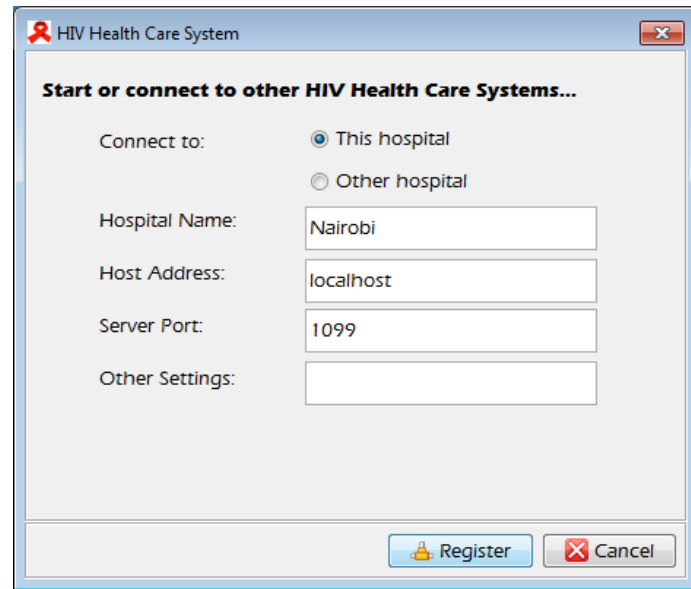 HIV Health Care System
Start or connect to other HIV Health Care Systems...
Connect to: This hospital
Other hospital
Hospital Name: Nairobi
Host Address: localhost
Server Port: 1099
Other Settings:
Register Cancel